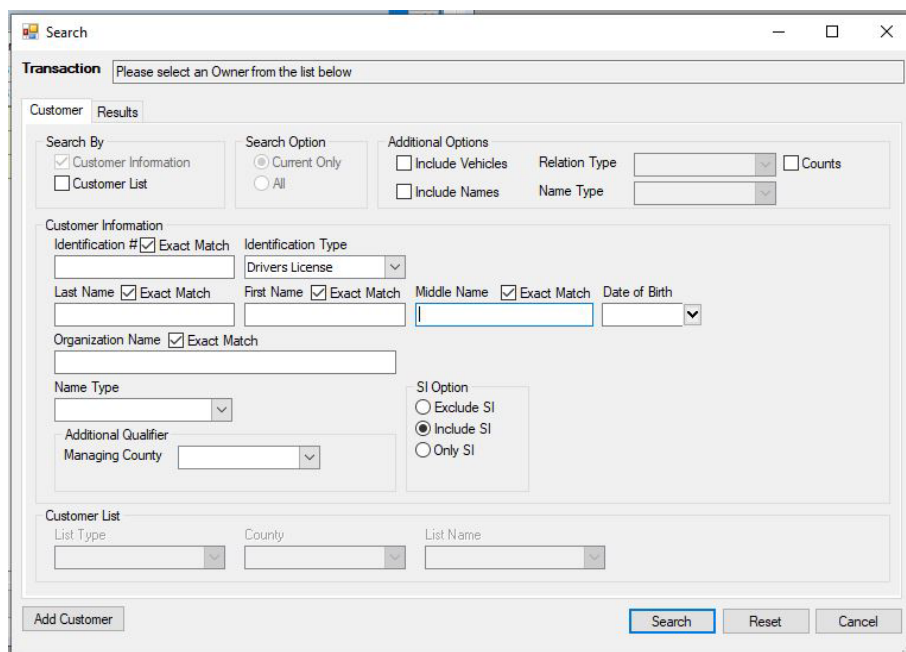 Search
Transaction Please select an Owner from the list below
Customer Results
Search By Search Option Additional Options
Customer Information Current Only Include Vehicles Relation Type Counts
Customer List All Include Names Name Type
Customer Information
Identification # Exact Match Identification Type
Drivers License
Last Name Exact Match First Name Exact Match Middle Name Exact Match Date of Birth
Organization Name Exact Match
Name Type SI Option
Exclude SI
Additional Qualifier Include SI
Managing County Only SI
Customer List
List Type County List Name
Add Customer Search Reset Cancel